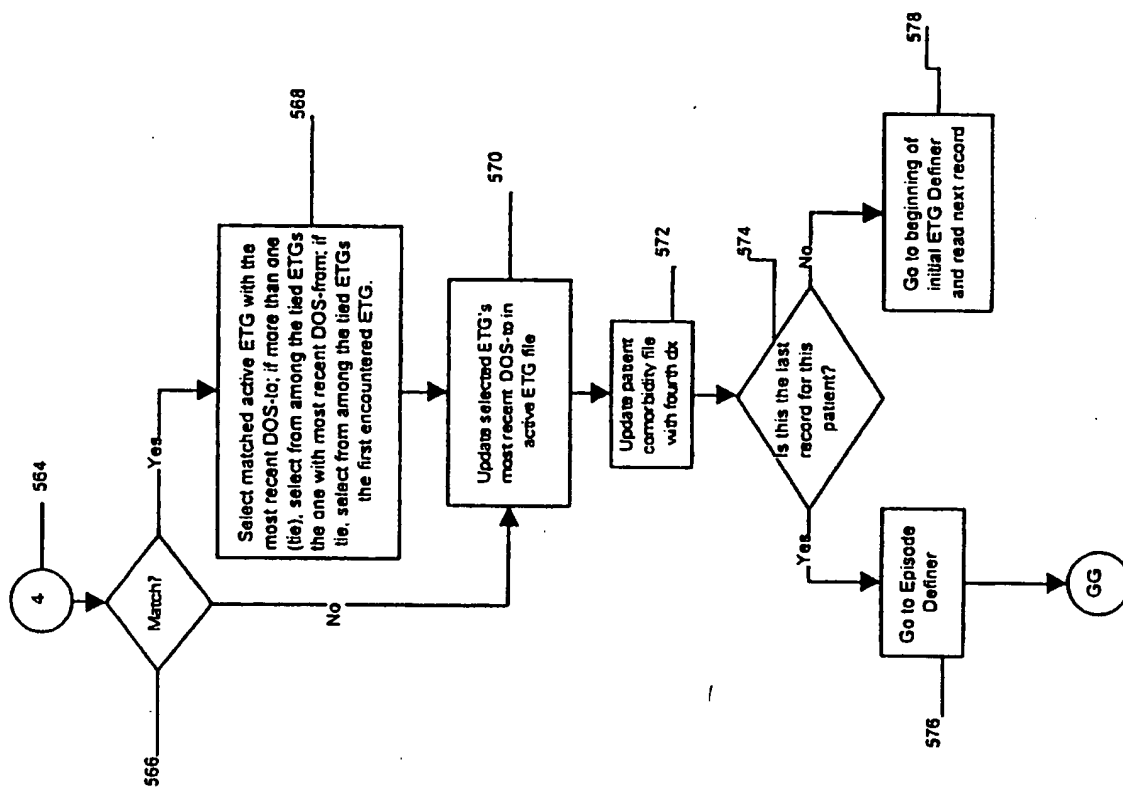 564
4
566
Match?
Yes
No
568
Select matched active ETG with the
most recent DOS-to; if more than one
(tie), select from among the tied ETGs
the one with most recent DOS-from; if
tie, select from among the tied ETGs
the first encountered ETG.
570
Update selected ETG's
most recent DOS-to in
active ETG file
572
Update patient
comorbidity file
with fourth dx
574
Is this the last
record for this
patient?
Yes
No
576
Go to Episode
Definer
GG
578
Go to beginning of
initial ETG Definer
and read next record